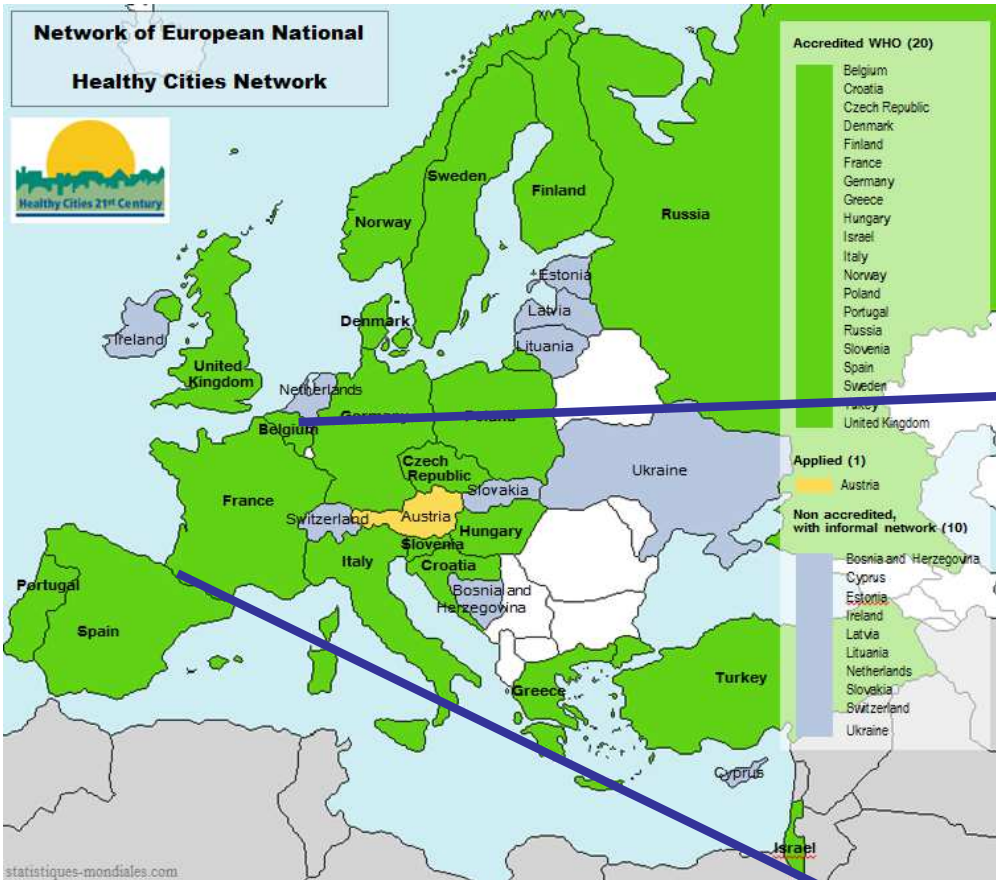 Network of European National
Healthy Cities Network
Healthy Cities 21st Century
Accredited WHO (20)
Belgium
Croatia
Czech Republic
Denmark
Finland
France
Germany
Greece
Hungary
Israel
Italy
Norway
Poland
Portugal
Russia
Slovenia
Spain
Sweden
United Kingdom
Applied (1)
Austria
Non accredited,
with informal network (10)
Bosnia and Herzegovina
Cyprus
Estonia
Ireland
Latvia
Lituania
Netherlands
Slovakia
Switzerland
Ukraine
Sweden
Finland
Norway
Russia
Estonia
Latvia
Lituania
Denmark
Ireland
United
Kingdom
Netherlands
Germany
Poland
Belgium
Czech
Republic
Ukraine
Slovakia
France
Switzerland
Austria
Hungary
Slovenia
Italy
Croatia
Bosnia and
Herzegovina
Portugal
Spain
Greece
Turkey
Cyprus
Israel
statistiques-mondiales.com